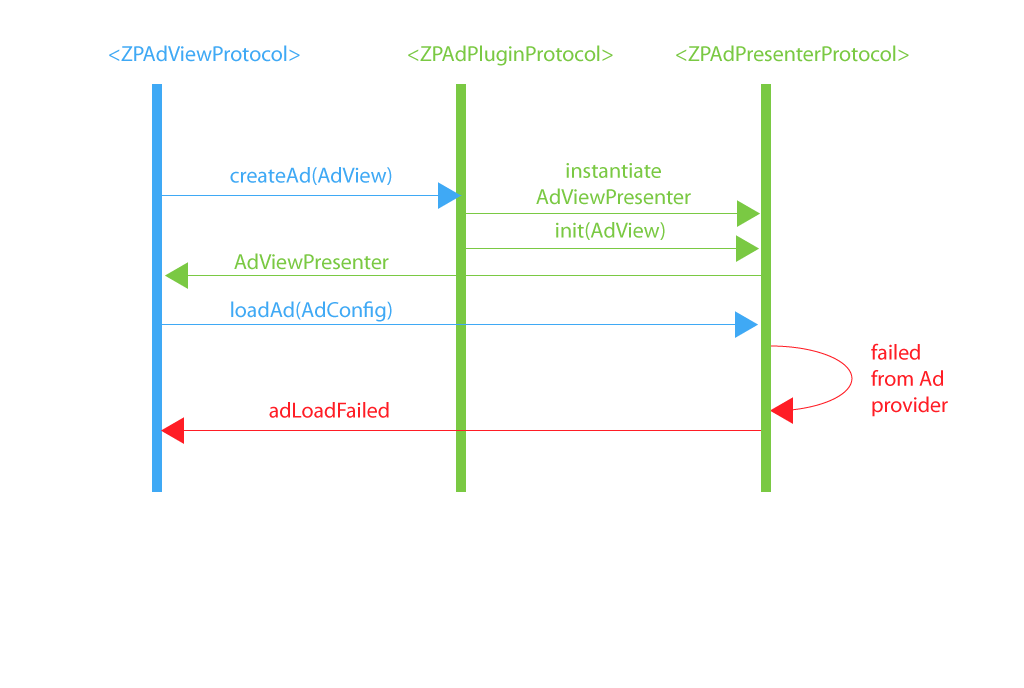 <ZPAdViewProtocol>
<ZPAdPluginProtocol>
<ZPAdPresenterProtocol>
createAd(AdView)
instantiate
AdViewPresenter
init(AdView)
AdViewPresenter
loadAd(AdConfig)
failed
from Ad
provider
adLoadFailed